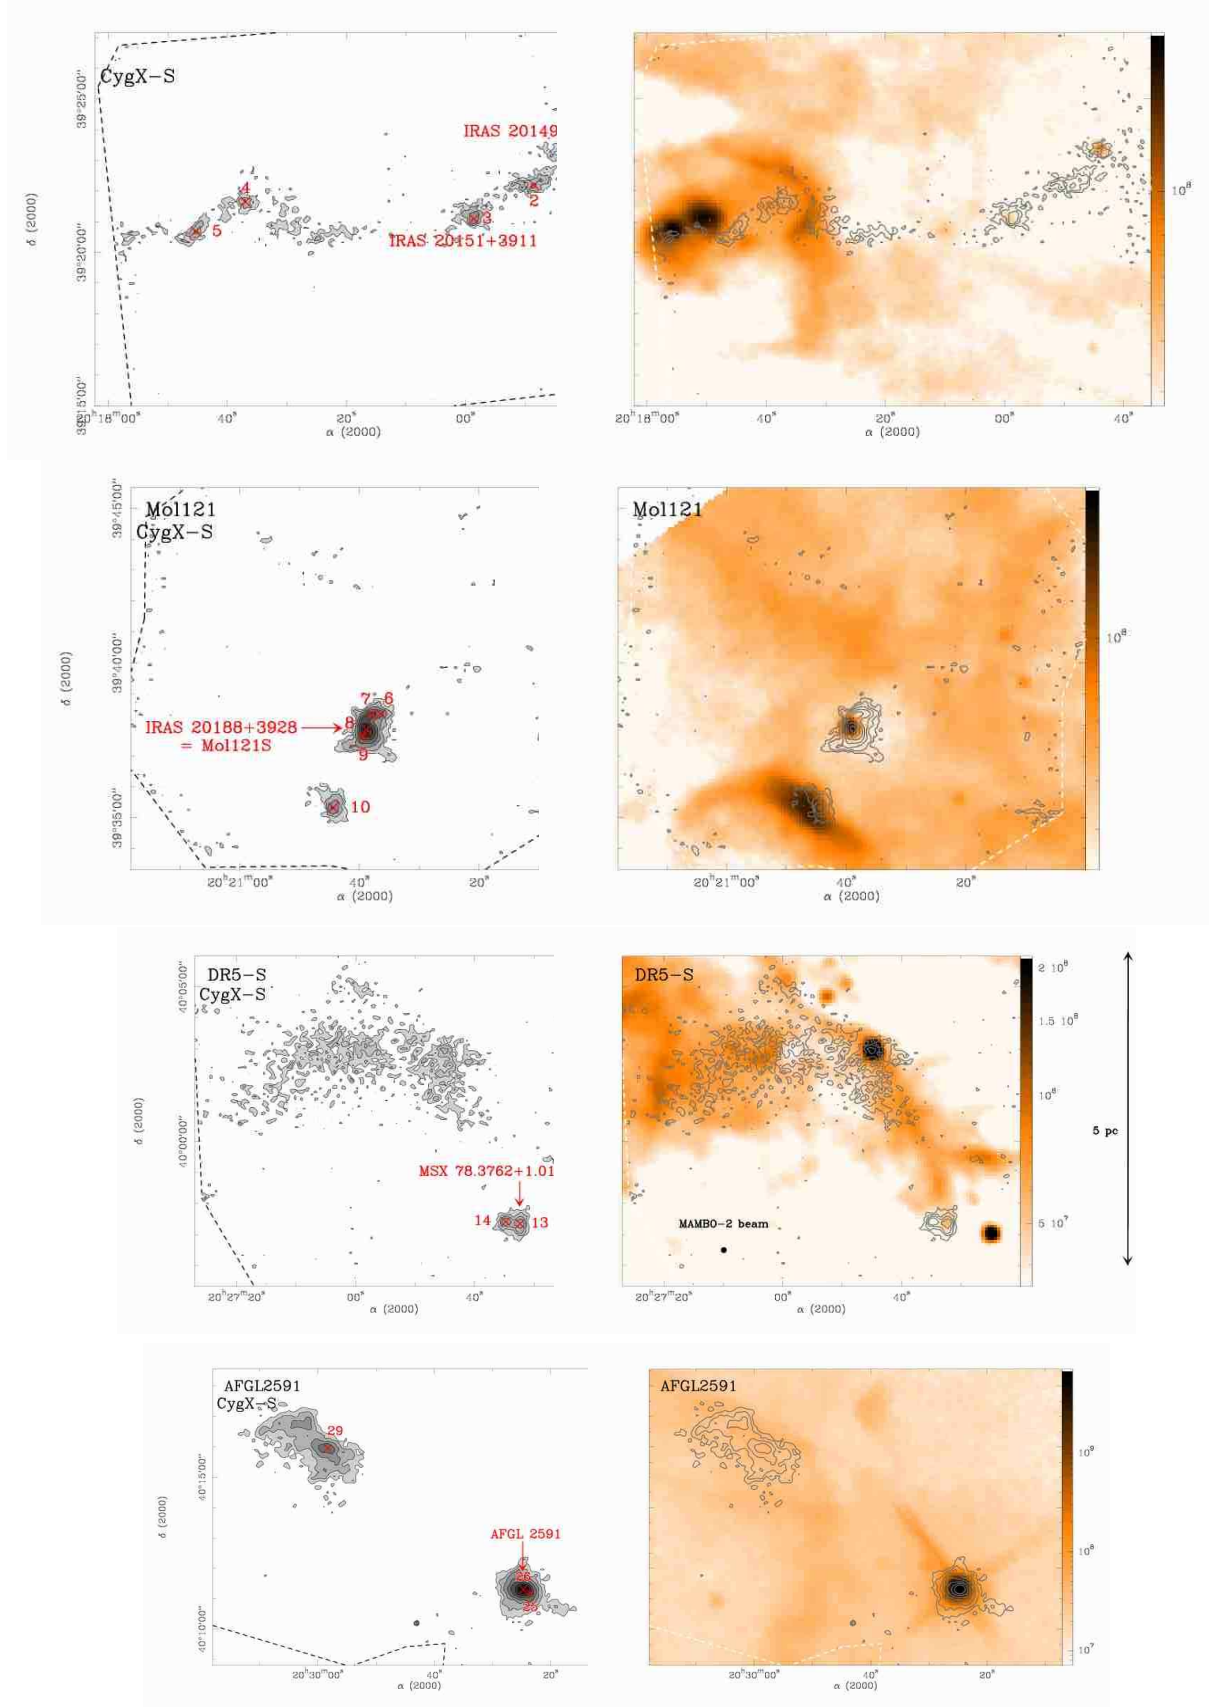 CygX-S
39°25'00"
39°20'00"
39°15'00"
δ (2000)
IRAS 20149
4
5
2
3
IRAS 20151+3911
20ʰ18ᵐ00ˢ
40ˢ
20ˢ
00ˢ
α (2000)
10⁸
20ʰ18ᵐ00ˢ
40ˢ
20ˢ
00ˢ
40ˢ
α (2000)
Mol121
CygX-S
39°45'00"
39°40'00"
39°35'00"
δ (2000)
7
6
8
IRAS 20188+3928
= Mol121S
9
10
20ʰ21ᵐ00ˢ
40ˢ
20ˢ
α (2000)
Mol121
10⁸
20ʰ21ᵐ00ˢ
40ˢ
20ˢ
α (2000)
DR5-S
CygX-S
40°05'00"
40°00'00"
δ (2000)
MSX 78.3762+1.01
14
13
20ʰ27ᵐ20ˢ
00ˢ
40ˢ
α (2000)
DR5-S
2 10⁸
1.5 10⁸
10⁸
5 10⁷
5 pc
MAMBO-2 beam
20ʰ27ᵐ20ˢ
00ˢ
40ˢ
α (2000)
AFGL2591
CygX-S
40°15'00"
40°10'00"
δ (2000)
29
AFGL 2591
26
25
20ʰ30ᵐ00ˢ
40ˢ
20ˢ
α (2000)
AFGL2591
10⁹
10⁸
10⁷
20ʰ30ᵐ00ˢ
40ˢ
20ˢ
α (2000)